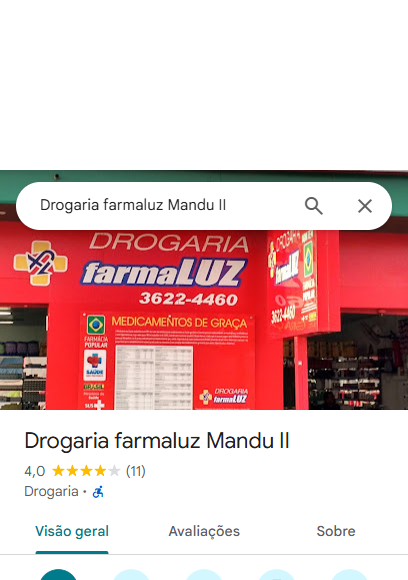 Drogaria farmaluz Mandu II
DROGARIA
farmaLUZ
3622-4460
DROGARIA
farmaLUZ
3622-4460
MEDICAMENTOS DE GRAÇA
FARMÁCIA
POPULAR
SAÚDE
BRASIL
DROGARIA
farmaLUZ
Drogaria farmaluz Mandu II
4,0 (11)
Drogaria ·
Visão geral Avaliações Sobre